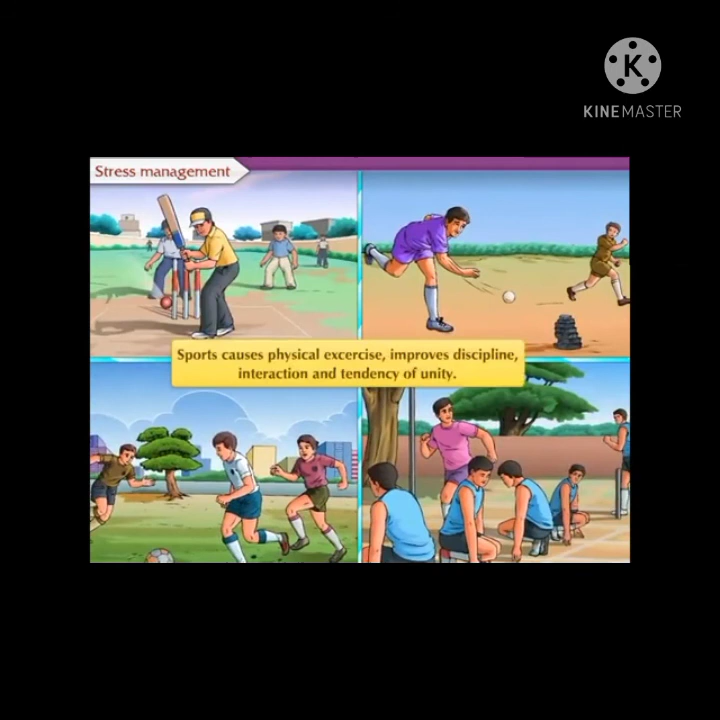 K
KINEMASTER
Stress management
Sports causes physical excercise, improves discipline,
interaction and tendency of unity.